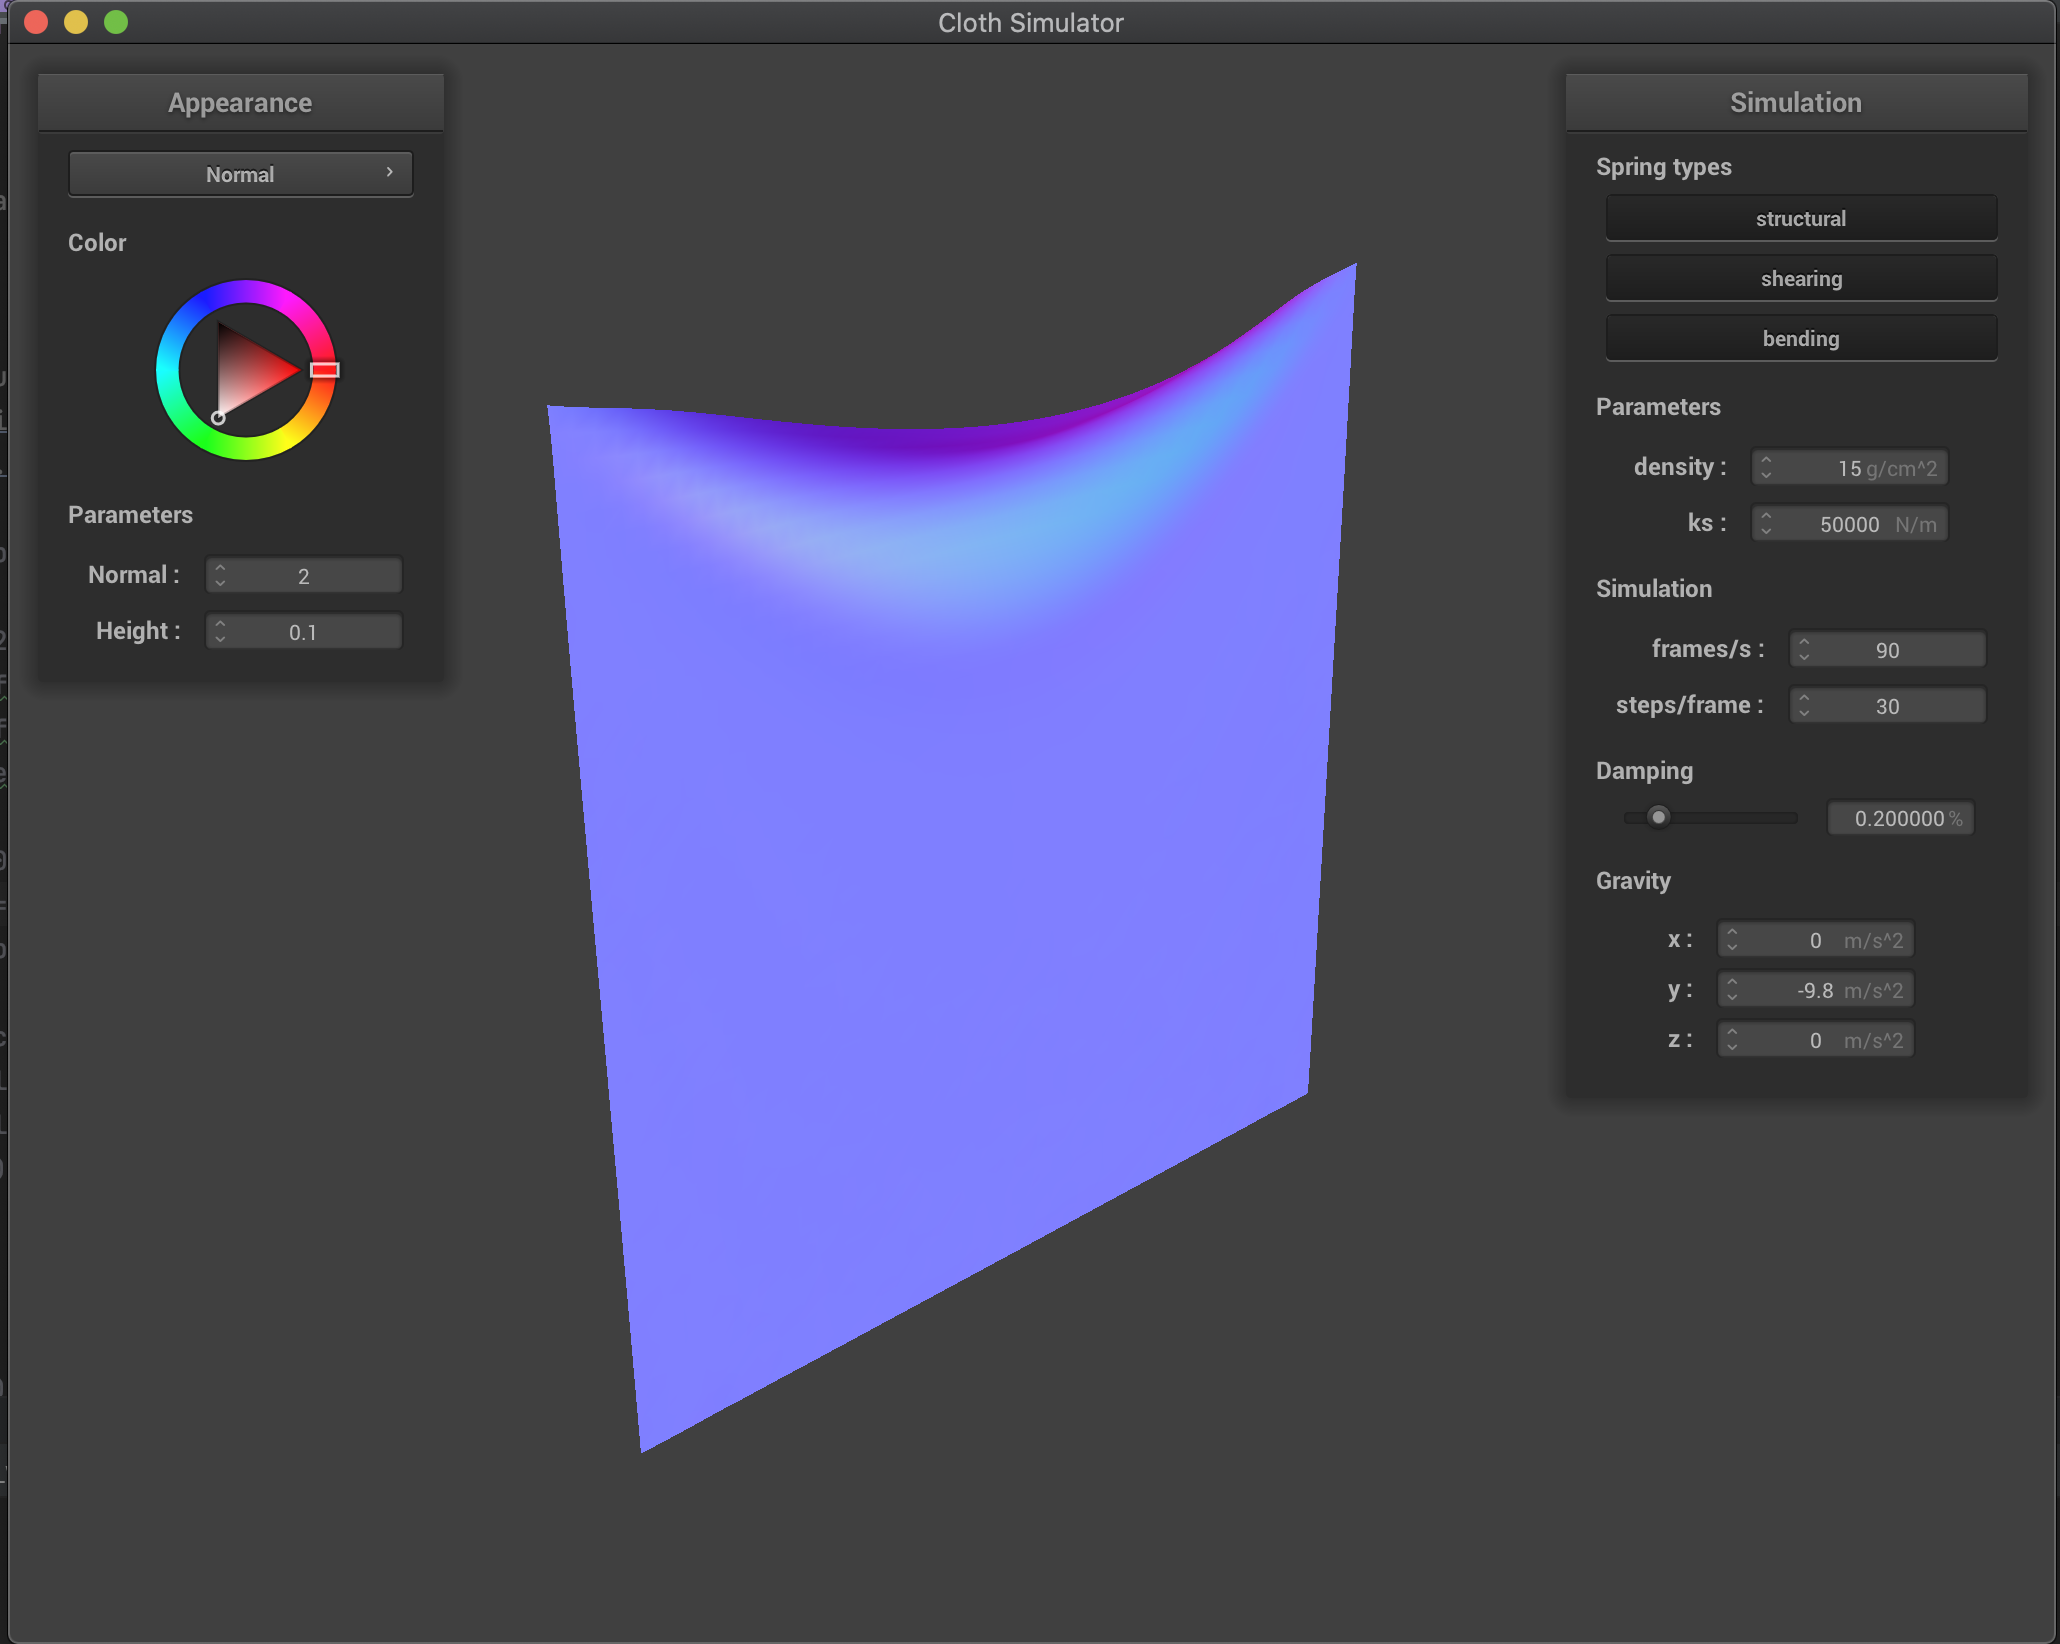 Cloth Simulator
Appearance
Normal
Color
Parameters
Normal : 2
Height : 0.1
Simulation
Spring types
structural
shearing
bending
Parameters
density : 15 g/cm^2
ks : 50000 N/m
Simulation
frames/s : 90
steps/frame : 30
Damping
0.200000 %
Gravity
x : 0 m/s^2
y : -9.8 m/s^2
z : 0 m/s^2